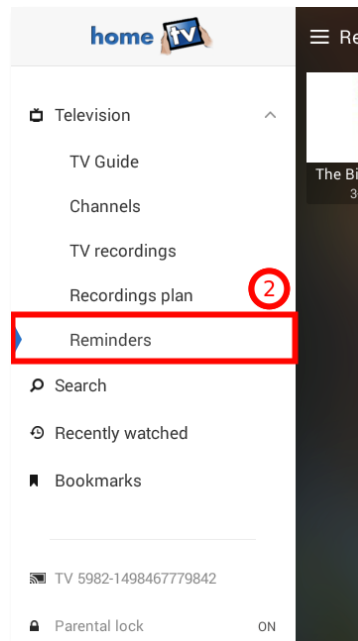 home tv
Re
Television
TV Guide
The Bi
Channels
3
TV recordings
Recordings plan
2
Reminders
Search
Recently watched
Bookmarks
TV 5982-1498467779842
Parental lock ON